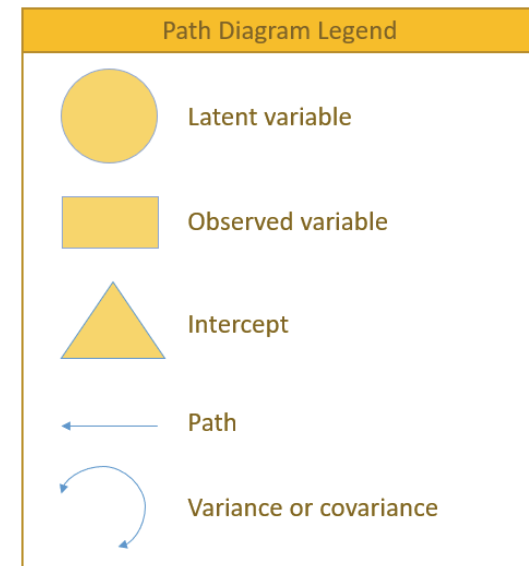 Path Diagram Legend
Latent variable
Observed variable
Intercept
Path
Variance or covariance